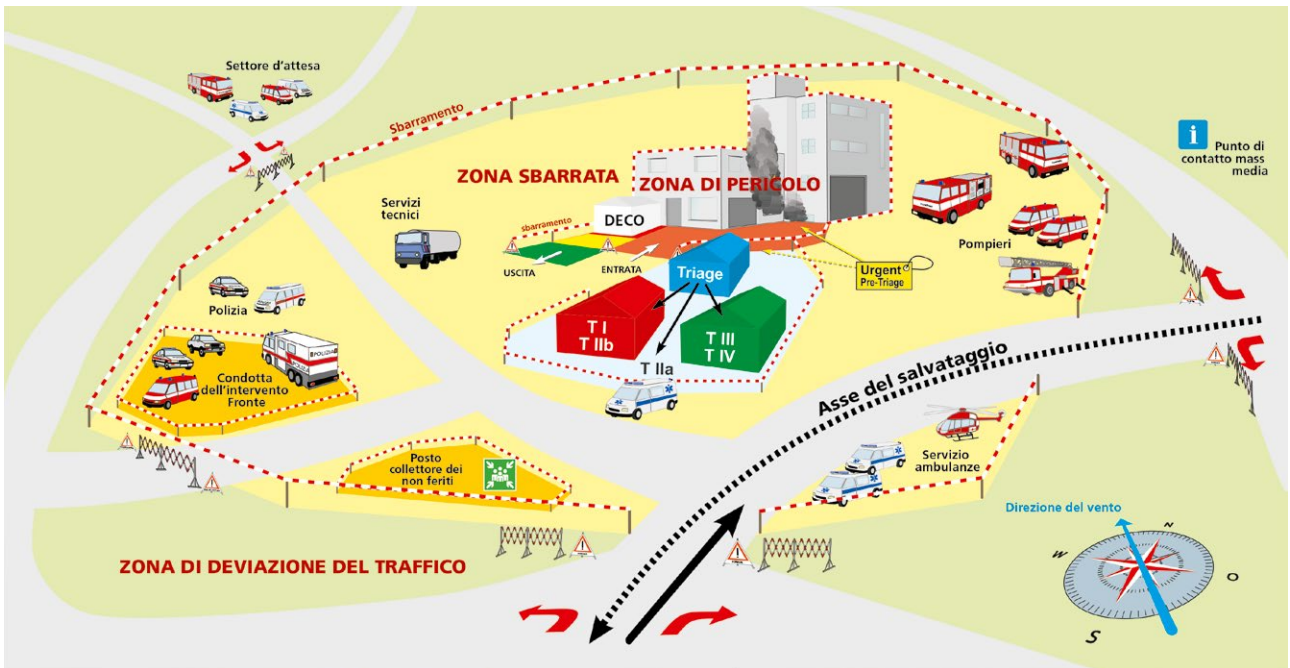 Settore d'attesa
Sbarramento
i
Punto di
contatto mass
media
ZONA SBARRATA
ZONA DI PERICOLO
Servizi
tecnici
DECO
sbarramento
USCITA
ENTRATA
Pompieri
Triage
Urgent
Pre-Triage
Polizia
POLIZIA
T I
T IIb
T III
T IV
T IIa
Condotta
dell'intervento
Fronte
Asse del salvataggio
Posto
collettore dei
non feriti
Servizio
ambulanze
Direzione del vento
N
W
O
S
ZONA DI DEVIAZIONE DEL TRAFFICO